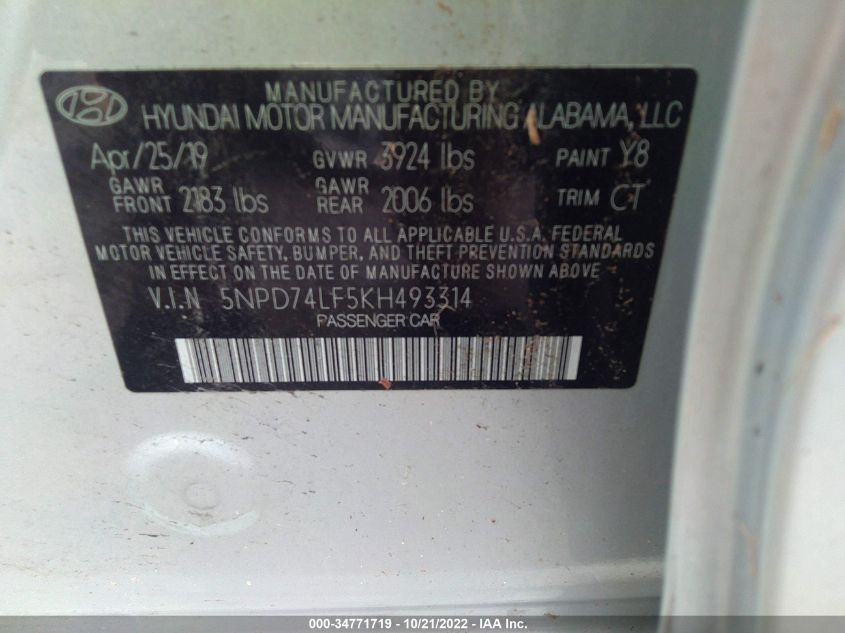 MANUFACTURED BY
HYUNDAI MOTOR MANUFACTURING ALABAMA, LLC
Apr/25/19 GVWR 3924 lbs PAINT Y8
GAWR FRONT 2183 lbs GAWR REAR 2006 lbs TRIM CT
THIS VEHICLE CONFORMS TO ALL APPLICABLE U.S.A. FEDERAL
MOTOR VEHICLE SAFETY, BUMPER, AND THEFT PREVENTION STANDARDS
IN EFFECT ON THE DATE OF MANUFACTURE SHOWN ABOVE
V.I.N 5NPD74LF5KH493314
PASSENGER CAR
000-34771719 - 10/21/2022 - IAA Inc.